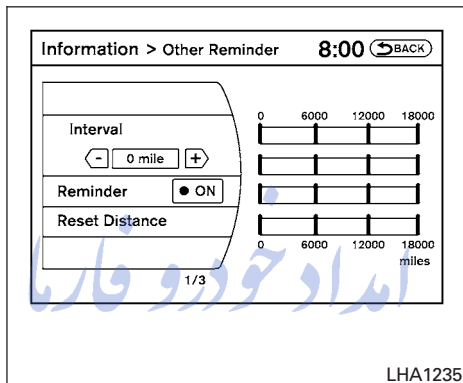 Information > Other Reminder 8:00 BACK
0 6000 12000 18000
Interval
- 0 mile +
Reminder ON
Reset Distance
0 6000 12000 18000
miles
1/3
امداد خودرو فارما
LHA1235